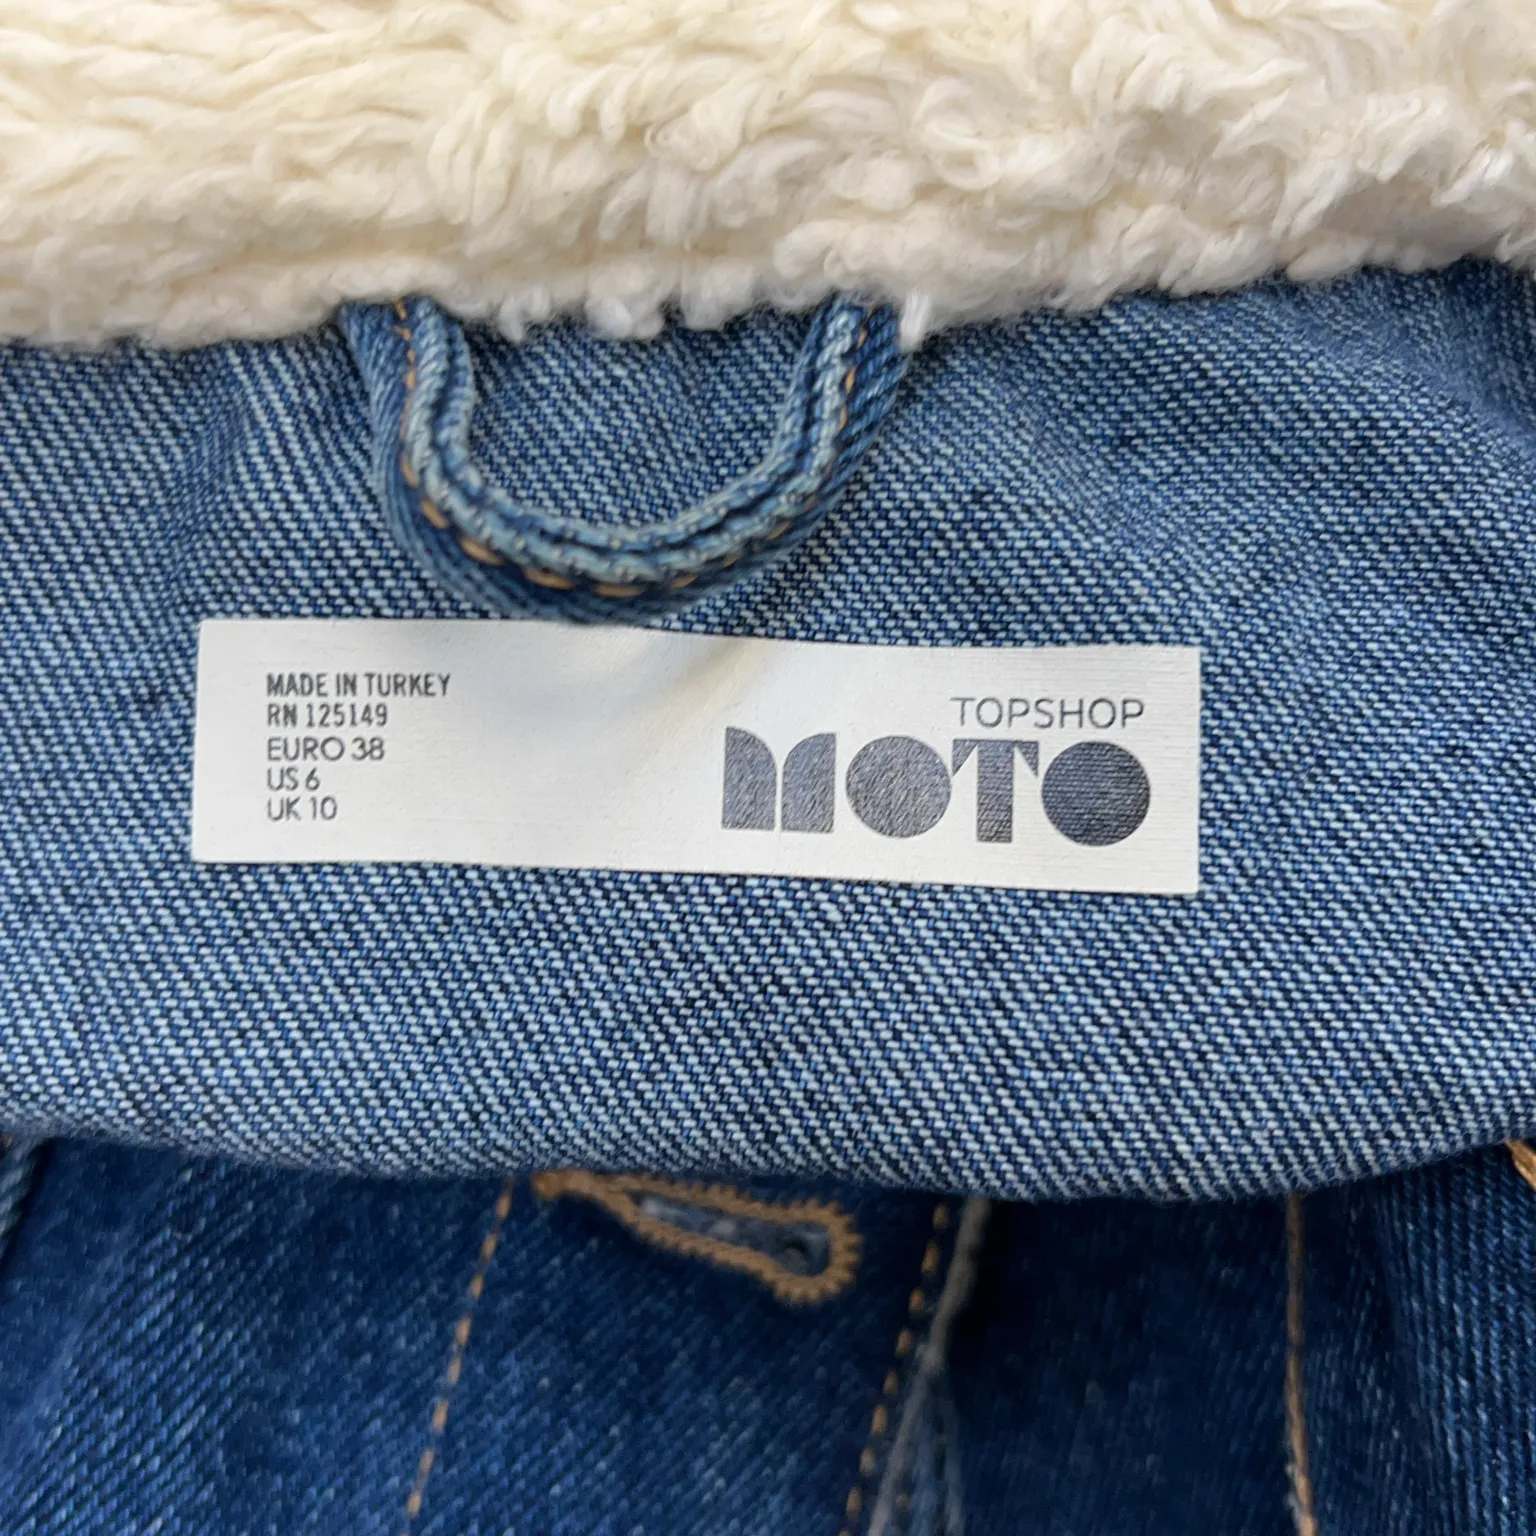 MADE IN TURKEY
RN 125149
EURO 38
US 6
UK 10
TOPSHOP
MOTO